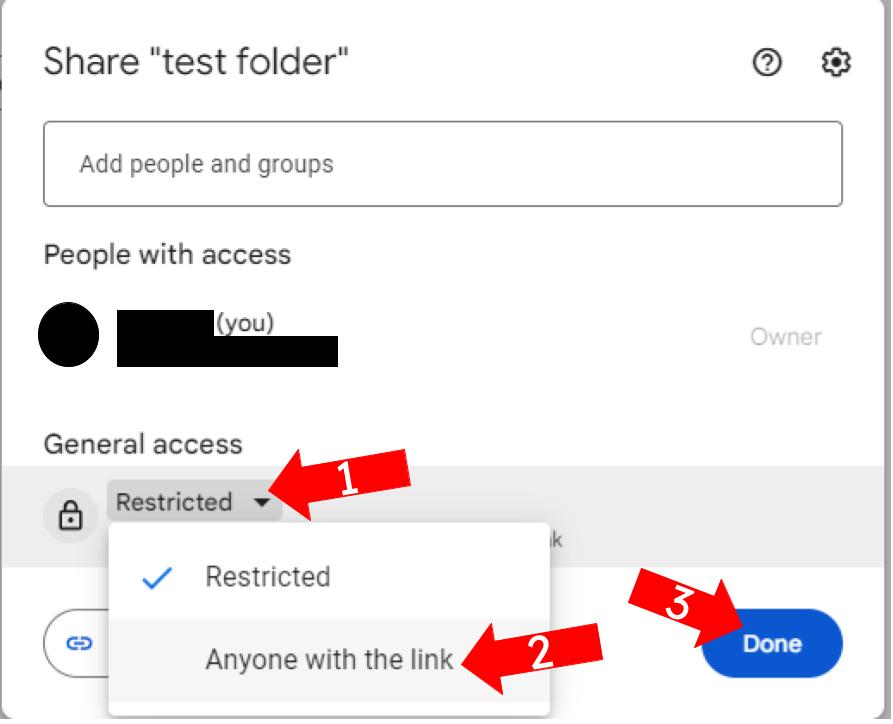 Share "test folder"
Add people and groups
People with access
(you)
Owner
General access
1
Restricted
Restricted
Anyone with the link
2
3
Done